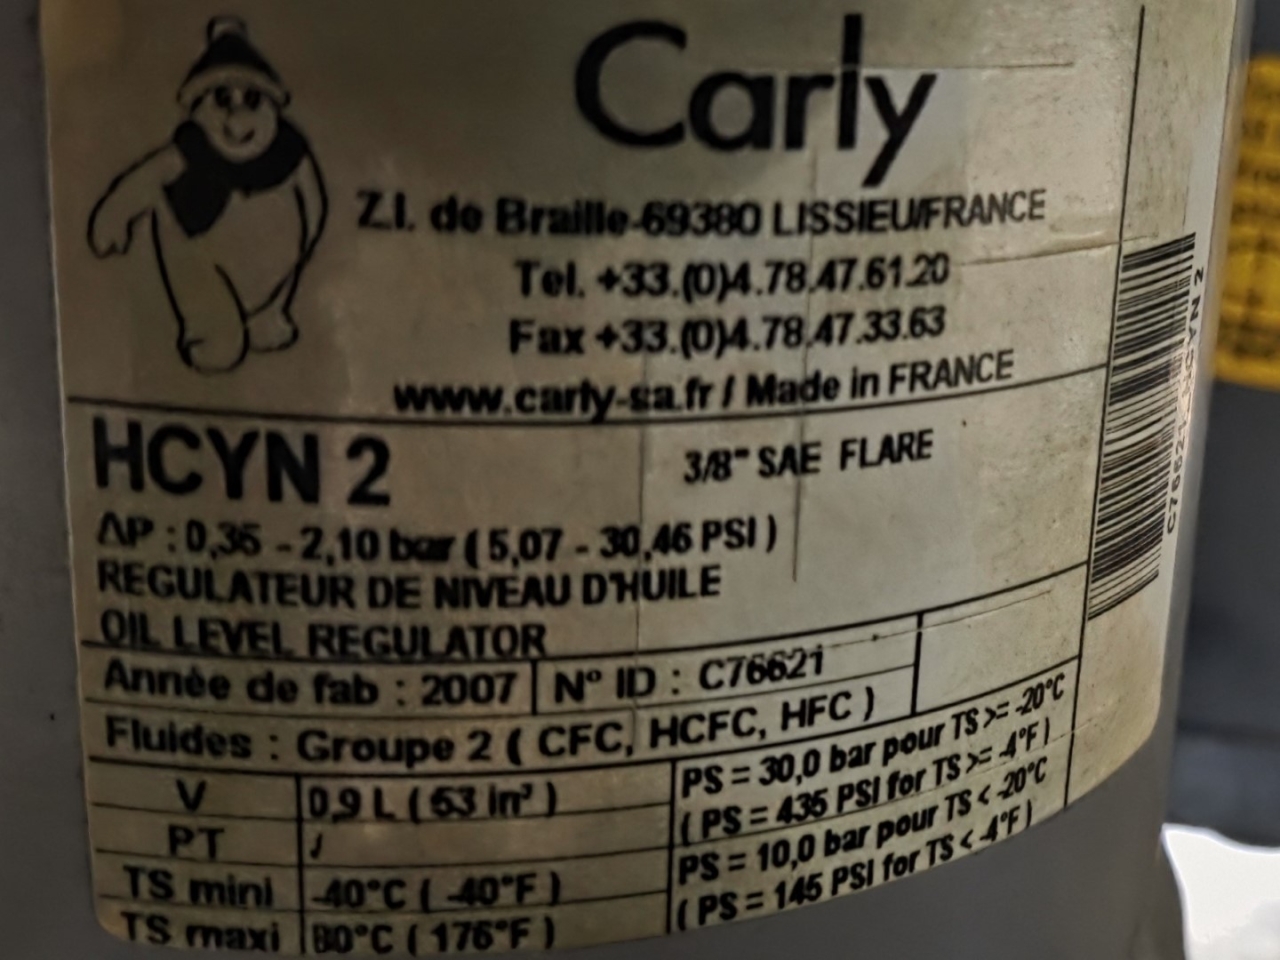 Carly
Z.I. de Braille-69380 LISSIEU/FRANCE
Tel. +33.(0)4.78.47.61.20
Fax +33.(0)4.78.47.33.63
www.carly-sa.fr / Made in FRANCE
HCYN 2 3/8" SAE FLARE
ΔP : 0,35 - 2,10 bar ( 5,07 - 30,46 PSI )
REGULATEUR DE NIVEAU D'HUILE
OIL LEVEL REGULATOR
Année de fab : 2007 N° ID : C76621
Fluides : Groupe 2 ( CFC, HCFC, HFC )
V 0,9 L ( 53 in³ )
PT /
TS mini -40°C ( -40°F )
TS maxi 80°C ( 176°F )
PS = 30,0 bar pour TS >= -20°C
( PS = 435 PSI for TS >= -4°F )
PS = 10,0 bar pour TS < -20°C
( PS = 145 PSI for TS < -4°F )